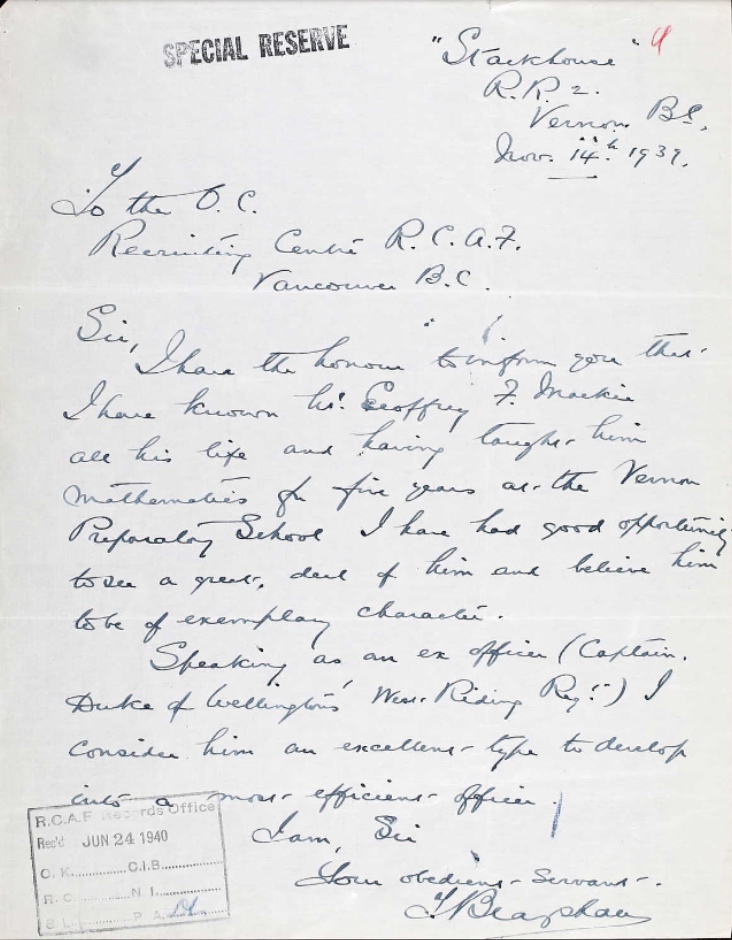 SPECIAL RESERVE
"Stackhouse"
R.R. 2.
Vernon. B.C.
Nov. 14th 1939.
To the O.C.
Recruiting Centre R.C.A.F.
Vancouver B.C.
Sir,
I have the honour to inform you that
I have known Mr. Geoffrey F. Mackie
all his life and having taught him
mathematics for five years at the Vernon
Preparatory School I have had good opportunity
to see a great, deal of him and believe him
to be of exemplary character.
Speaking as an ex officer (Captain.
Duke of Wellington's West Riding Regt) I
consider him an excellent type to develop
into a most efficient officer.
I am, Sir
Your obedient Servant.
R.C.A.F. Records Office
Rec'd JUN 24 1940
O.K. C.I.B.
R.C. N.I.
S.L. P.A.